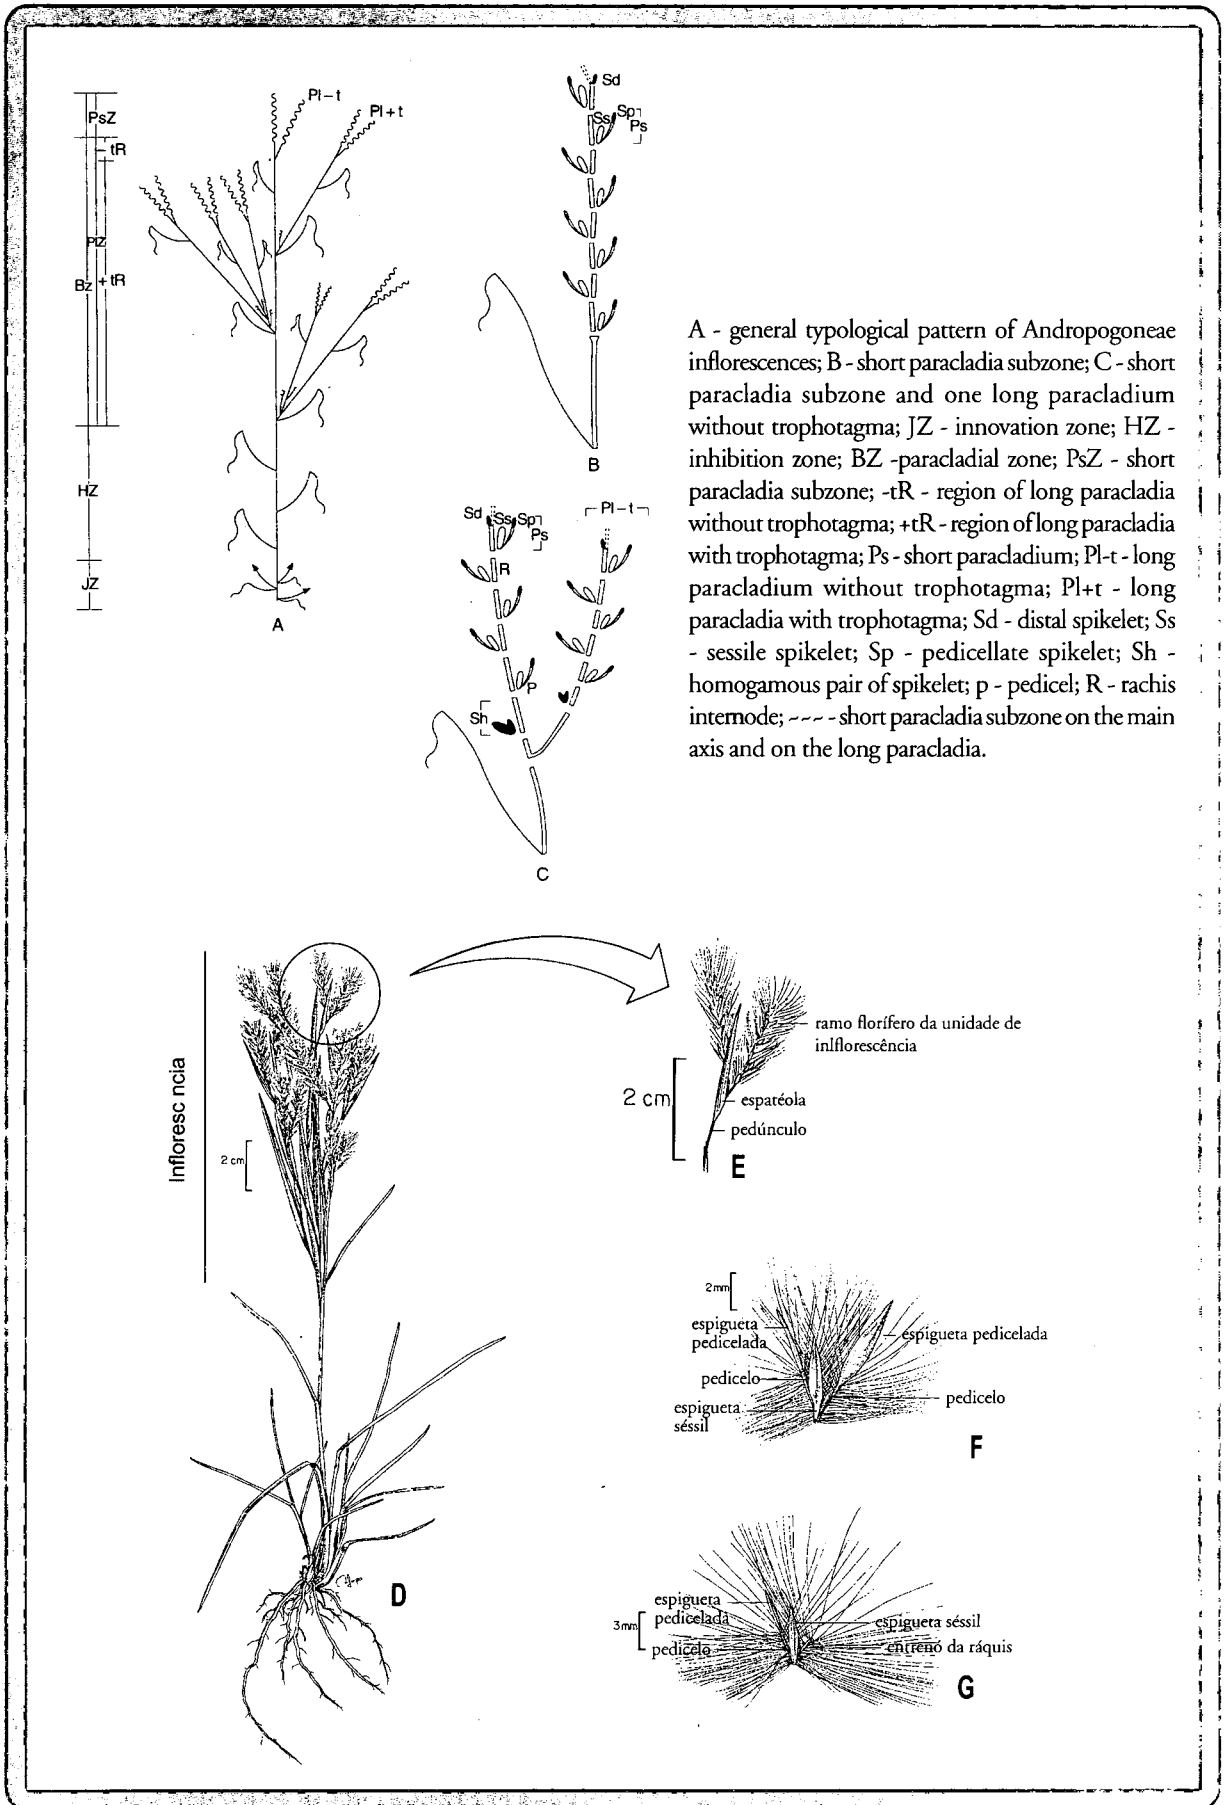 PsZ
tR
PlZ
Bz
+ tR
HZ
JZ
Pl-t
Pl+t
A
Sd
Ss
Sp
Ps
B
Sd
Ss
Sp
Ps
Pl-t
R
P
Sh
C
A - general typological pattern of Andropogoneae
inflorescences; B - short paracladia subzone; C - short
paracladia subzone and one long paracladium
without trophotagma; JZ - innovation zone; HZ -
inhibition zone; BZ -paracladial zone; PsZ - short
paracladia subzone; -tR - region of long paracladia
without trophotagma; +tR - region of long paracladia
with trophotagma; Ps - short paracladium; Pl-t - long
paracladium without trophotagma; Pl+t - long
paracladia with trophotagma; Sd - distal spikelet; Ss
- sessile spikelet; Sp - pedicellate spikelet; Sh -
homogamous pair of spikelet; p - pedicel; R - rachis
internode; ---- short paracladia subzone on the main
axis and on the long paracladia.
Infloresc ncia
2 cm
D
ramo florífero da unidade de
inlflorescência
2 cm
espatéola
pedúnculo
E
2mm
espigueta
pedicelada
espigueta pedicelada
pedicelo
pedicelo
espigueta
séssil
F
espigueta
pedicelada
3mm
pedicelo
espigueta séssil
entrenó da ráquis
G